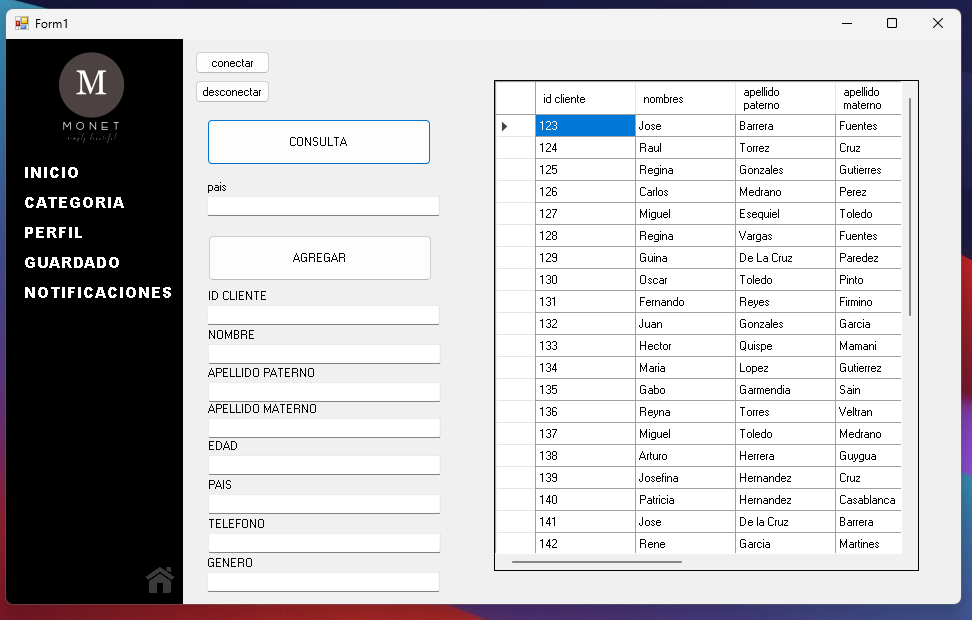 Form1
M
MONET
simply beautiful
INICIO
CATEGORIA
PERFIL
GUARDADO
NOTIFICACIONES
conectar
desconectar
CONSULTA
pais
AGREGAR
ID CLIENTE
NOMBRE
APELLIDO PATERNO
APELLIDO MATERNO
EDAD
PAIS
TELEFONO
GENERO
id cliente nombres apellido paterno apellido materno
123 Jose Barrera Fuentes
124 Raul Torrez Cruz
125 Regina Gonzales Gutierres
126 Carlos Medrano Perez
127 Miguel Esequiel Toledo
128 Regina Vargas Fuentes
129 Guina De La Cruz Paredez
130 Oscar Toledo Pinto
131 Fernando Reyes Firmino
132 Juan Gonzales Garcia
133 Hector Quispe Mamani
134 Maria Lopez Gutierrez
135 Gabo Garmendia Sain
136 Reyna Torres Veltran
137 Miguel Toledo Medrano
138 Arturo Herrera Guygua
139 Josefina Hernandez Cruz
140 Patricia Hernandez Casablanca
141 Jose De la Cruz Barrera
142 Rene Garcia Martines